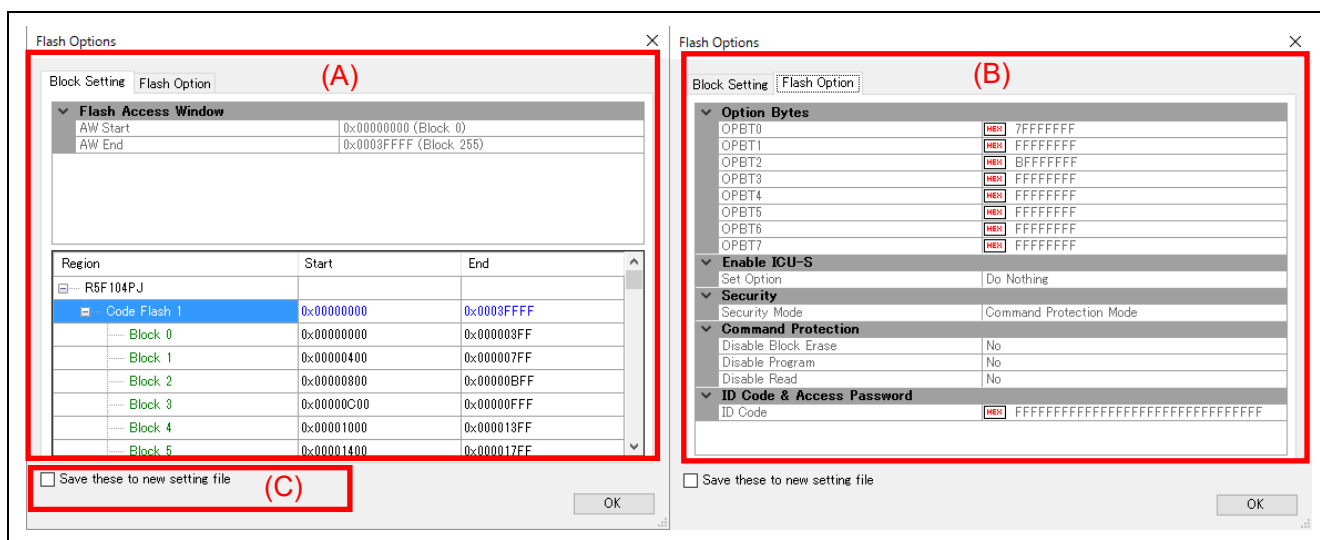 Flash Options
(A)
Block Setting Flash Option
Flash Access Window
AW Start 0x00000000 (Block 0)
AW End 0x0003FFFF (Block 255)
Region Start End
R5F104PJ
Code Flash 1 0x00000000 0x0003FFFF
Block 0 0x00000000 0x000003FF
Block 1 0x00000400 0x000007FF
Block 2 0x00000800 0x00000BFF
Block 3 0x00000C00 0x00000FFF
Block 4 0x00001000 0x000013FF
Block 5 0x00001400 0x000017FF
Save these to new setting file
(C)
OK
Flash Options
(B)
Block Setting Flash Option
Option Bytes
OPBT0 HEX 7FFFFFFF
OPBT1 HEX FFFFFFFF
OPBT2 HEX BFFFFFFF
OPBT3 HEX FFFFFFFF
OPBT4 HEX FFFFFFFF
OPBT5 HEX FFFFFFFF
OPBT6 HEX FFFFFFFF
OPBT7 HEX FFFFFFFF
Enable ICU-S
Set Option Do Nothing
Security
Security Mode Command Protection Mode
Command Protection
Disable Block Erase No
Disable Program No
Disable Read No
ID Code & Access Password
ID Code HEX FFFFFFFFFFFFFFFFFFFFFFFFFFFFFFFF
Save these to new setting file
OK